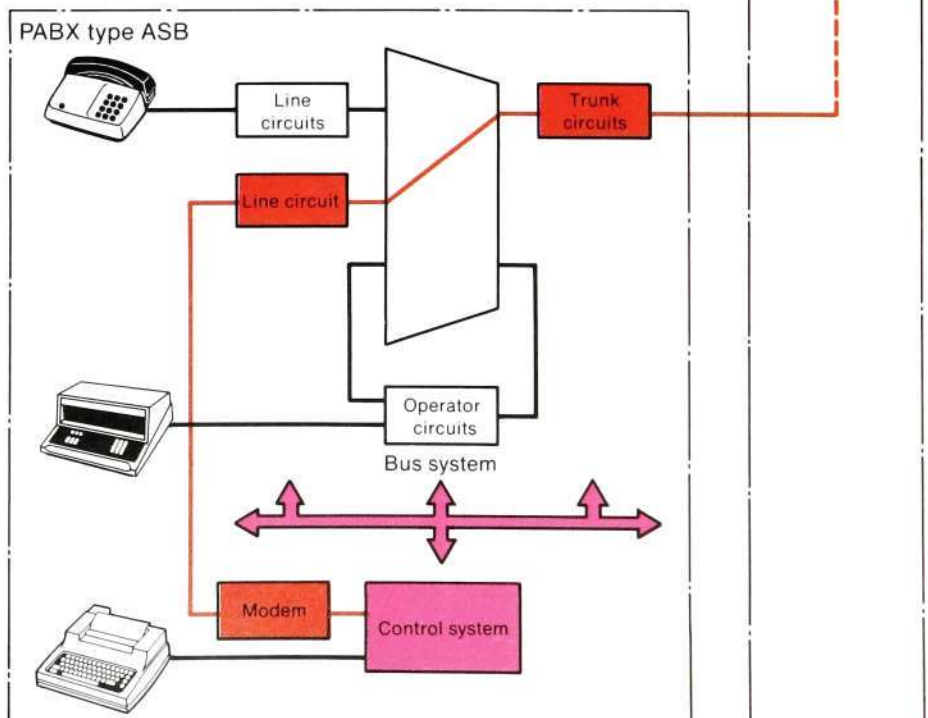 PABX type ASB
Line
circuits
Trunk
circuits
Line circuit
Operator
circuits
Bus system
Modem
Control system